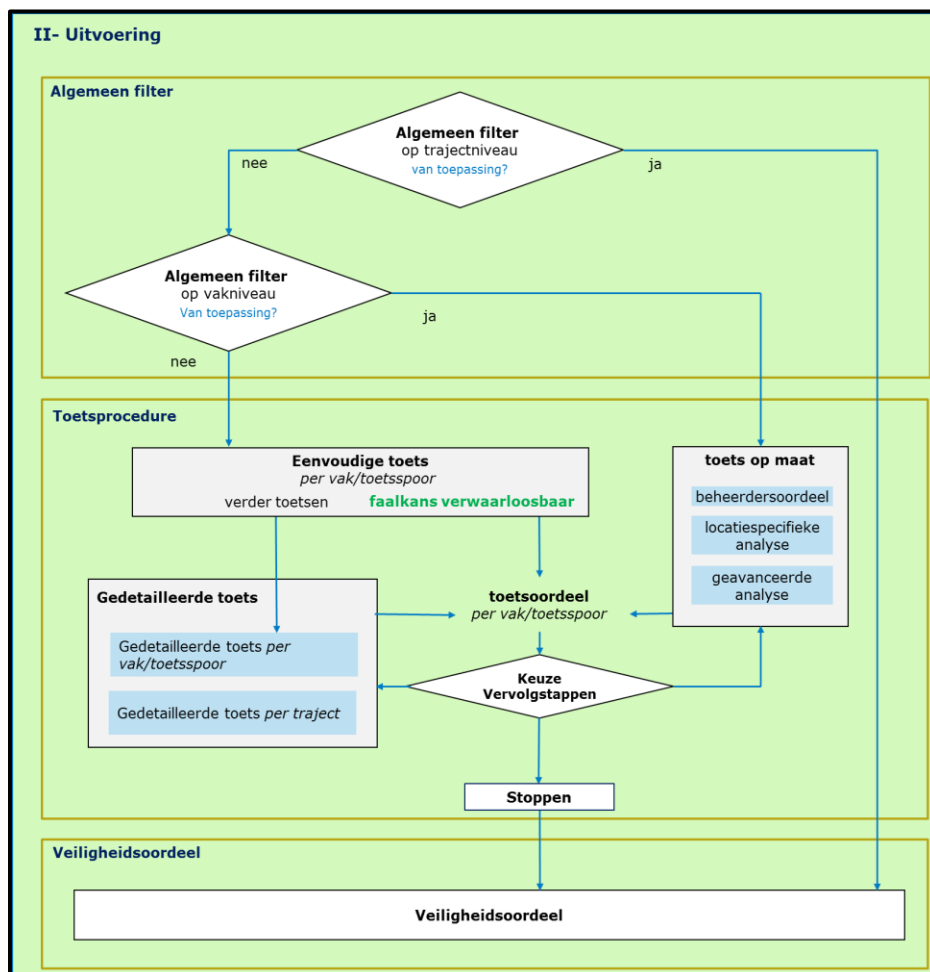 II- Uitvoering
Algemeen filter
Algemeen filter
op trajectniveau
van toepassing?
nee
ja
Algemeen filter
op vakniveau
Van toepassing?
ja
nee
Toetsprocedure
Eenvoudige toets
per vak/toetsspoor
verder toetsen
faalkans verwaarloosbaar
toets op maat
beheerdersoordeel
locatiespecifieke
analyse
geavanceerde
analyse
Gedetailleerde toets
Gedetailleerde toets per
vak/toetsspoor
Gedetailleerde toets per traject
toetsoordeel
per vak/toetsspoor
Keuze
Vervolgstappen
Stoppen
Veiligheidsoordeel
Veiligheidsoordeel